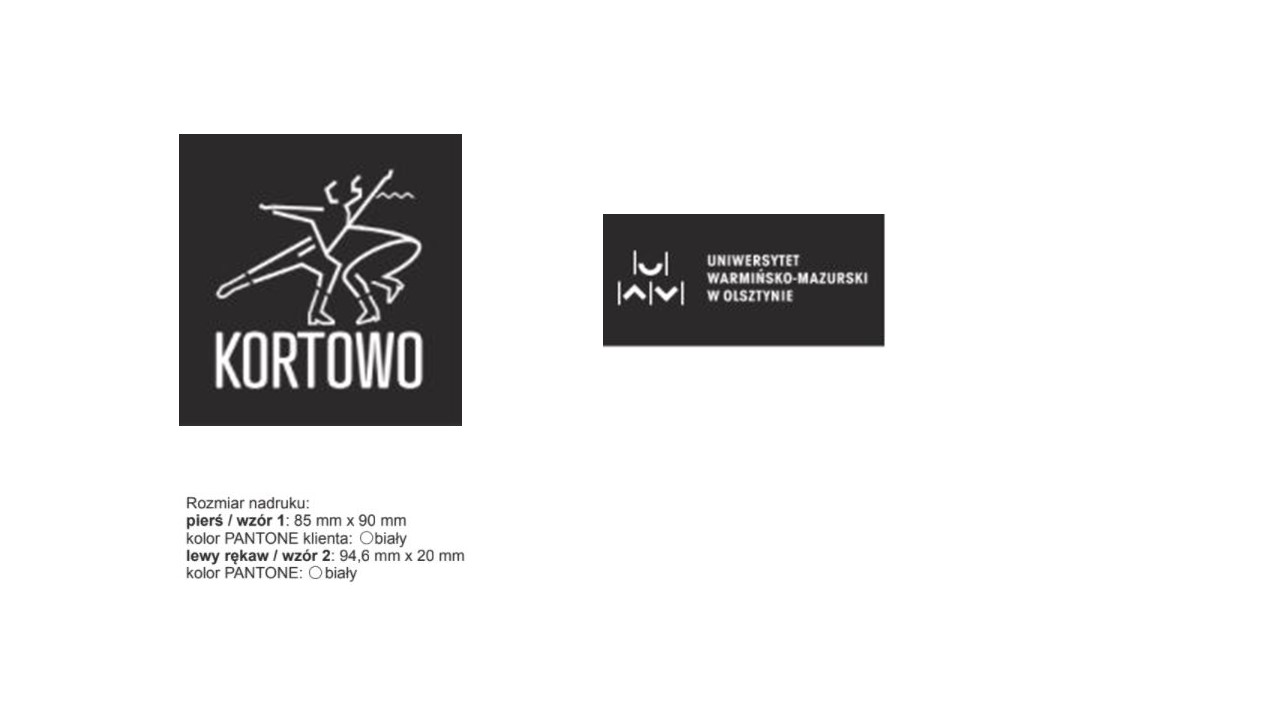 KORTOWO
UNIWERSYTET
WARMIŃSKO-MAZURSKI
W OLSZTYNIE
Rozmiar nadruku:
pierś / wzór 1: 85 mm x 90 mm
kolor PANTONE klienta: ○biały
lewy rękaw / wzór 2: 94,6 mm x 20 mm
kolor PANTONE: ○biały